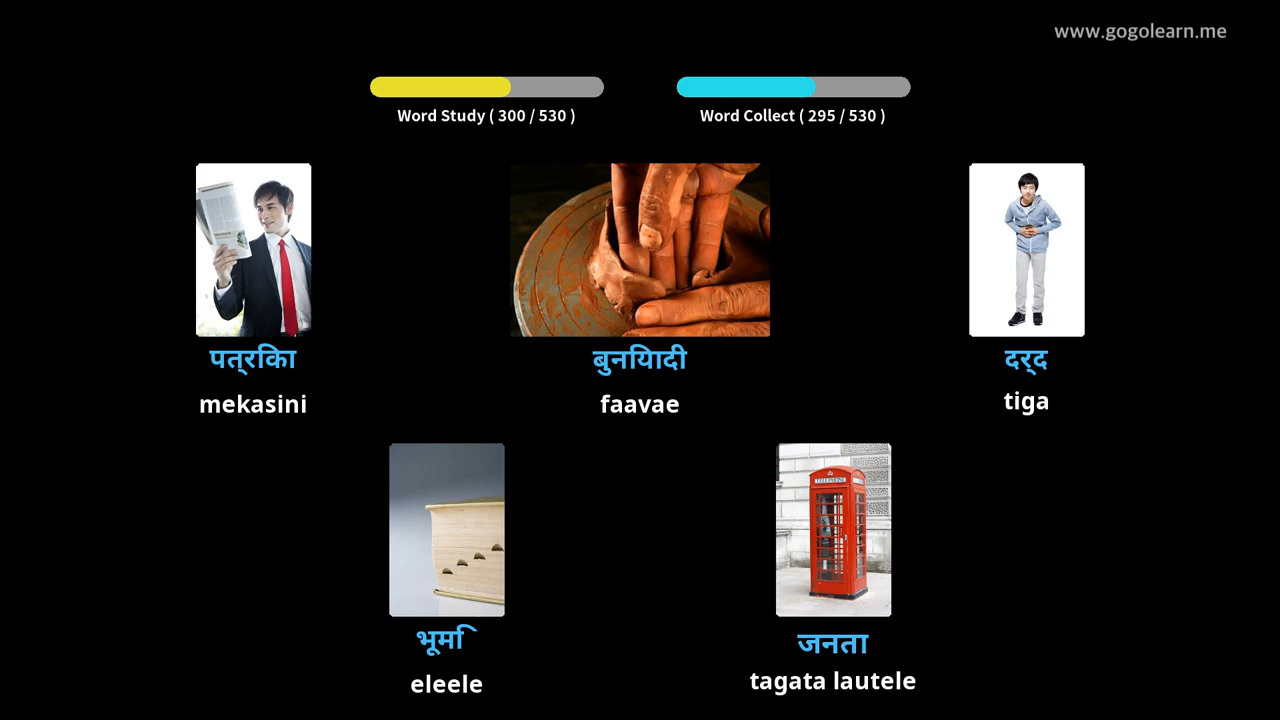 www.gogolearn.me
Word Study ( 300 / 530 )
Word Collect ( 295 / 530 )
पत्रिका
mekasini
बुनियादी
faavae
दर्द
tiga
TELEPHONE
भूमि
eleele
जनता
tagata lautele